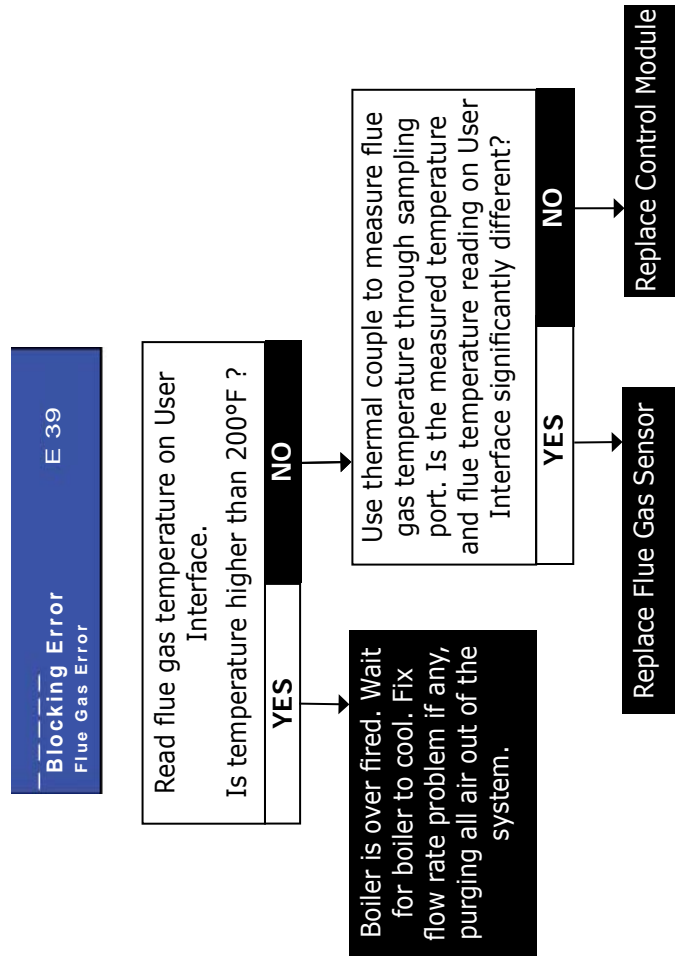 Blocking Error E 39
Flue Gas Error
Read flue gas temperature on User
Interface.
Is temperature higher than 200°F ?
YES
NO
Boiler is over fired. Wait
for boiler to cool. Fix
flow rate problem if any,
purging all air out of the
system.
Use thermal couple to measure flue
gas temperature through sampling
port. Is the measured temperature
and flue temperature reading on User
Interface significantly different?
YES
NO
Replace Flue Gas Sensor
Replace Control Module